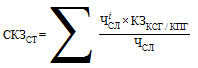 СКЗ_СТ = ∑ (Ч^i_СЛ × КЗ_КСГ / КПГ) / Ч_СЛ